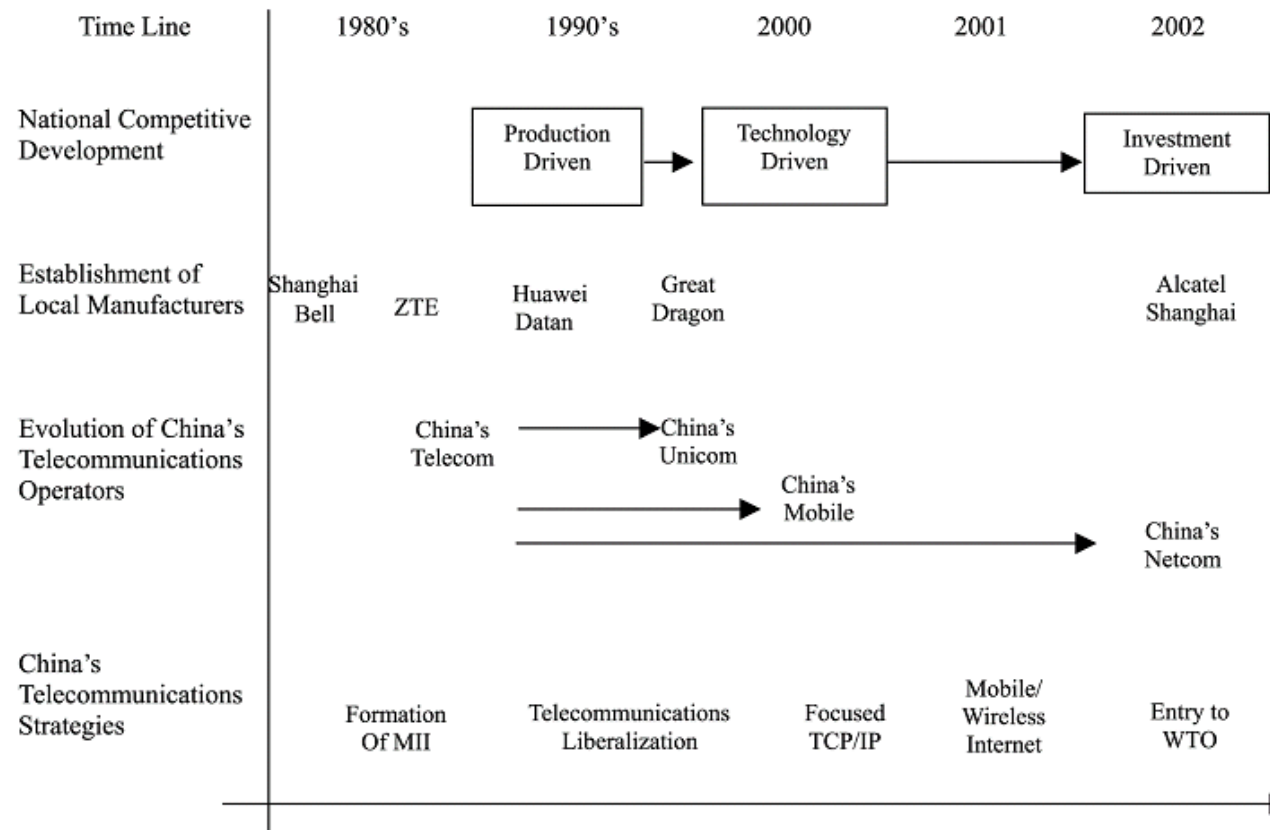 Time Line 1980's 1990's 2000 2001 2002
National Competitive
Development
Production
Driven
Technology
Driven
Investment
Driven
Establishment of
Local Manufacturers
Shanghai
Bell
ZTE
Huawei
Datan
Great
Dragon
Alcatel
Shanghai
Evolution of China's
Telecommunications
Operators
China's
Telecom
China's
Unicom
China's
Mobile
China's
Netcom
China's
Telecommunications
Strategies
Formation
Of MII
Telecommunications
Liberalization
Focused
TCP/IP
Mobile/
Wireless
Internet
Entry to
WTO